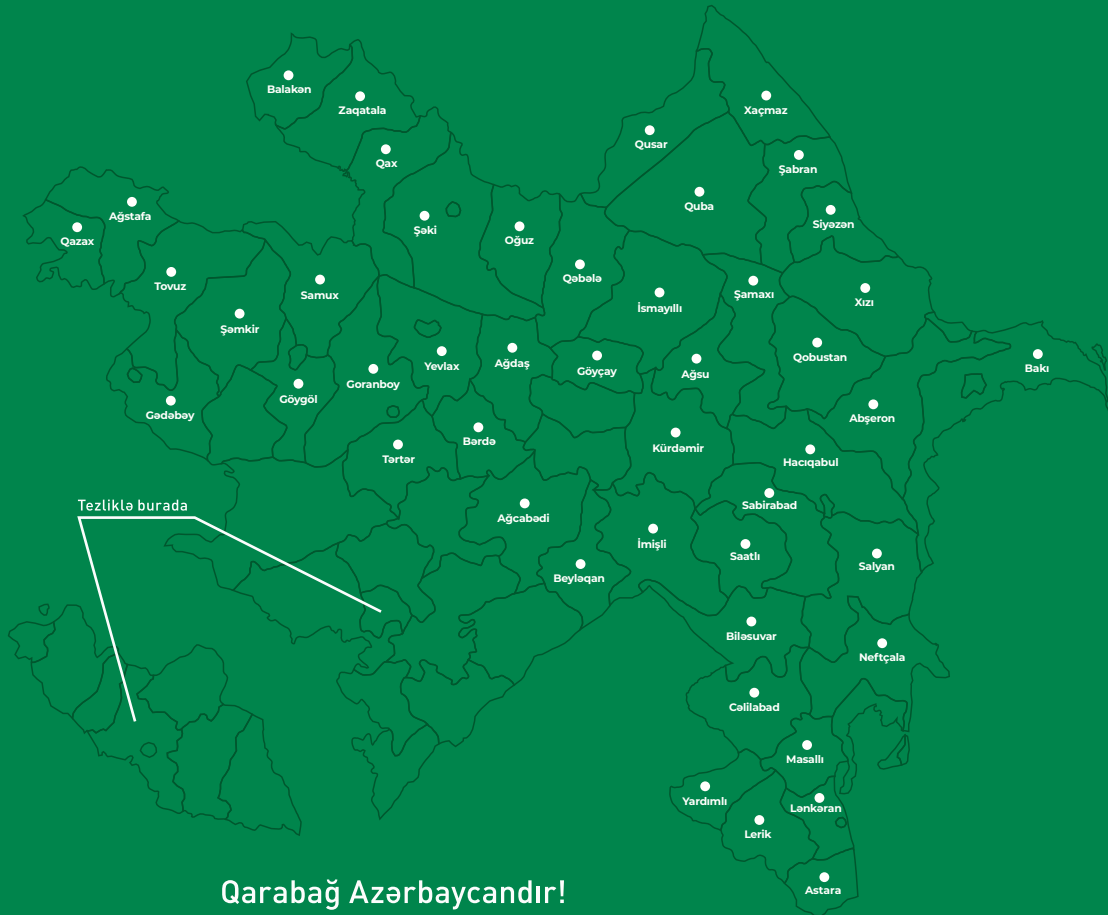 Balakən
Zaqatala
Xaçmaz
Qusar
Qax
Şabran
Quba
Ağstafa
Siyəzən
Qazax
Şəki
Oğuz
Qəbələ
Tovuz
Samux
Şamaxı
İsmayıllı
Xızı
Şəmkir
Qobustan
Yevlax
Ağdaş
Göyçay
Bakı
Ağsu
Goranboy
Göygöl
Gədəbəy
Abşeron
Bərdə
Kürdəmir
Tərtər
Hacıqabul
Tezliklə burada
Sabirabad
Ağcabədi
İmişli
Saatlı
Salyan
Beyləqan
Biləsuvar
Neftçala
Cəlilabad
Masallı
Yardımlı
Lənkəran
Lerik
Astara
Qarabağ Azərbaycandır!